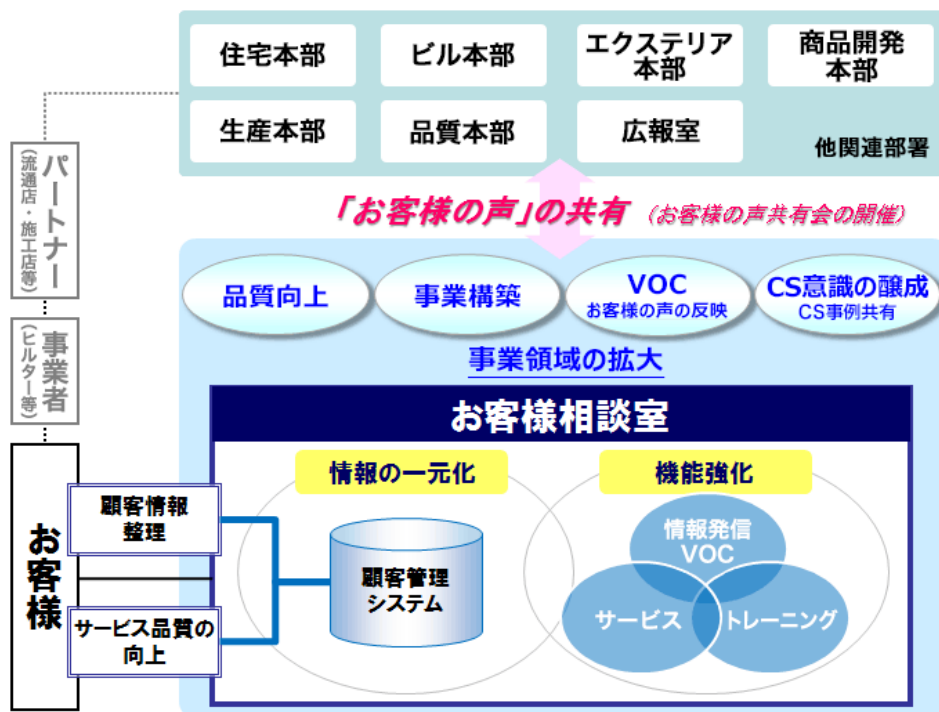 住宅本部
ビル本部
エクステリア
本部
商品開発
本部
生産本部
品質本部
広報室
他関連部署
パートナー
(流通店・施工店等)
「お客様の声」の共有 (お客様の声共有会の開催)
品質向上
事業構築
VOC
お客様の声の反映
CS意識の醸成
CS事例共有
事業領域の拡大
事業者
(ヒルター等)
お客様相談室
情報の一元化
機能強化
お客様
顧客情報
整理
サービス品質の
向上
顧客管理
システム
情報発信
VOC
サービス
トレーニング